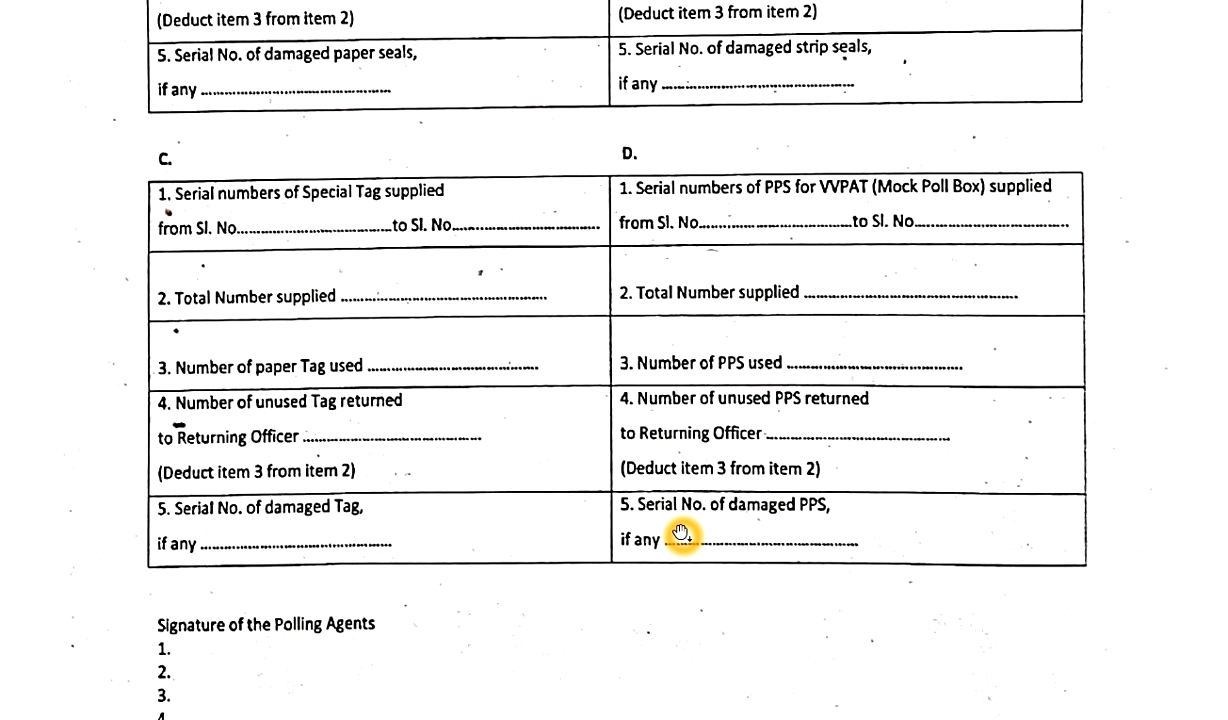 (Deduct item 3 from item 2)
5. Serial No. of damaged paper seals,
if any ................................................
(Deduct item 3 from item 2)
5. Serial No. of damaged strip seals,
if any ................................................
C.
1. Serial numbers of Special Tag supplied
from Sl. No........................................to Sl. No........................................
2. Total Number supplied ....................................................
3. Number of paper Tag used ...........................................
4. Number of unused Tag returned
to Returning Officer .............................................
(Deduct item 3 from item 2)
5. Serial No. of damaged Tag,
if any ................................................
D.
1. Serial numbers of PPS for VVPAT (Mock Poll Box) supplied
from Sl. No........................................to Sl. No........................................
2. Total Number supplied ......................................................
3. Number of PPS used ............................................
4. Number of unused PPS returned
to Returning Officer ..............................................
(Deduct item 3 from item 2)
5. Serial No. of damaged PPS,
if any ................................................
Signature of the Polling Agents
1.
2.
3.
4